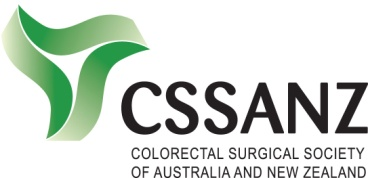 CSSANZ
COLORECTAL SURGICAL SOCIETY
OF AUSTRALIA AND NEW ZEALAND